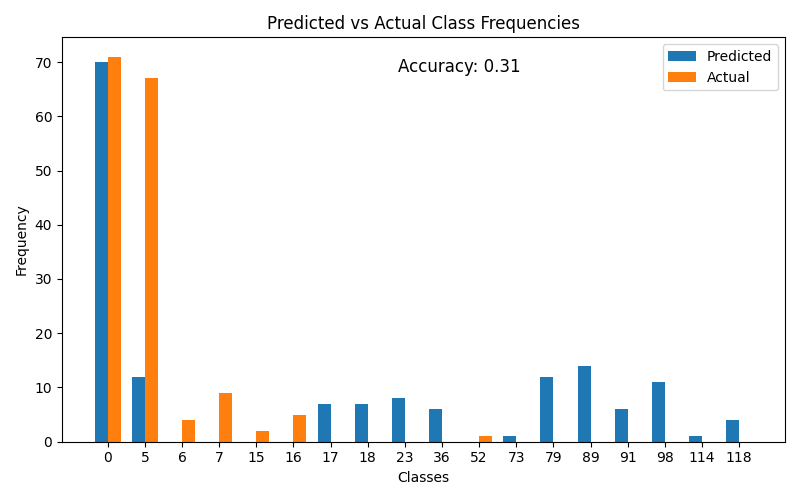 Predicted vs Actual Class Frequencies
Accuracy: 0.31
Predicted
Actual
Frequency
70
60
50
40
30
20
10
0
0 5 6 7 15 16 17 18 23 36 52 73 79 89 91 98 114 118
Classes